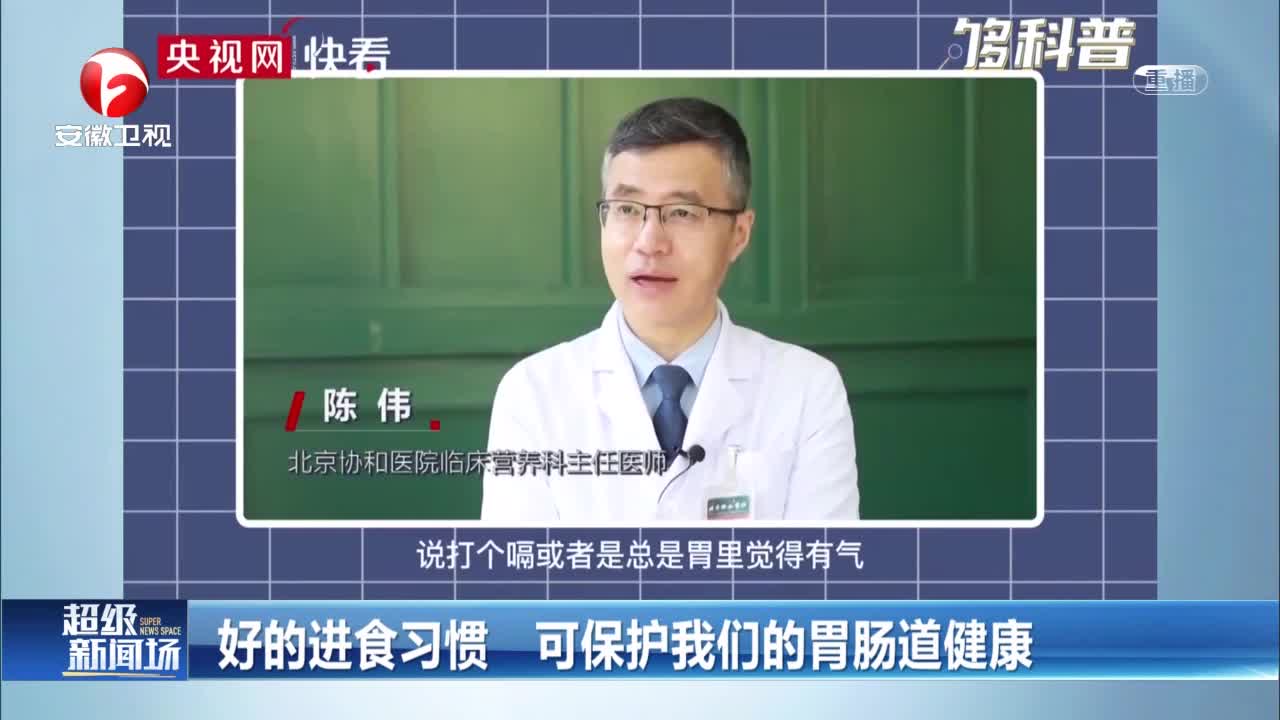 央视网 快看
够科普
重播
安徽卫视
陈伟
北京协和医院临床营养科主任医师
说打个嗝或者是总是胃里觉得有气
超级新闻场
SUPER NEWS SPACE
好的进食习惯 可保护我们的胃肠道健康